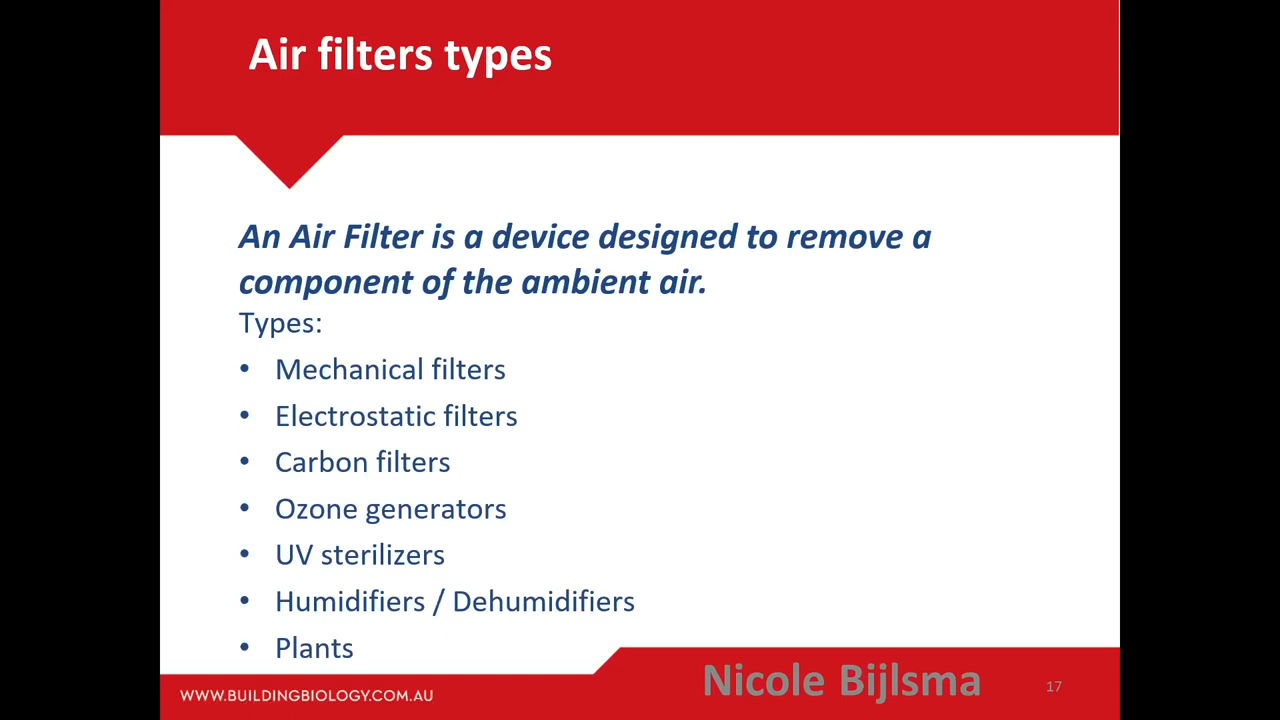 Air filters types
An Air Filter is a device designed to remove a
component of the ambient air.
Types:
• Mechanical filters
• Electrostatic filters
• Carbon filters
• Ozone generators
• UV sterilizers
• Humidifiers / Dehumidifiers
• Plants
WWW.BUILDINGBIOLOGY.COM.AU
Nicole Bijlsma
17